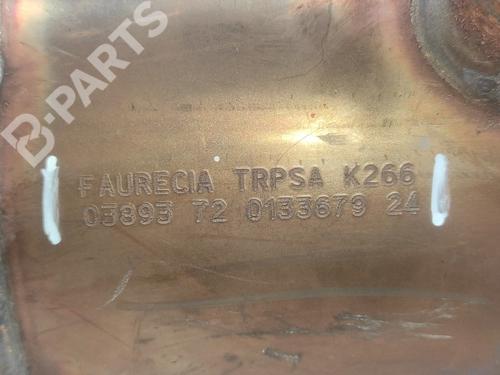 B-PARTS
FAURECIA TRPSA K266
03893 72 0133679 24